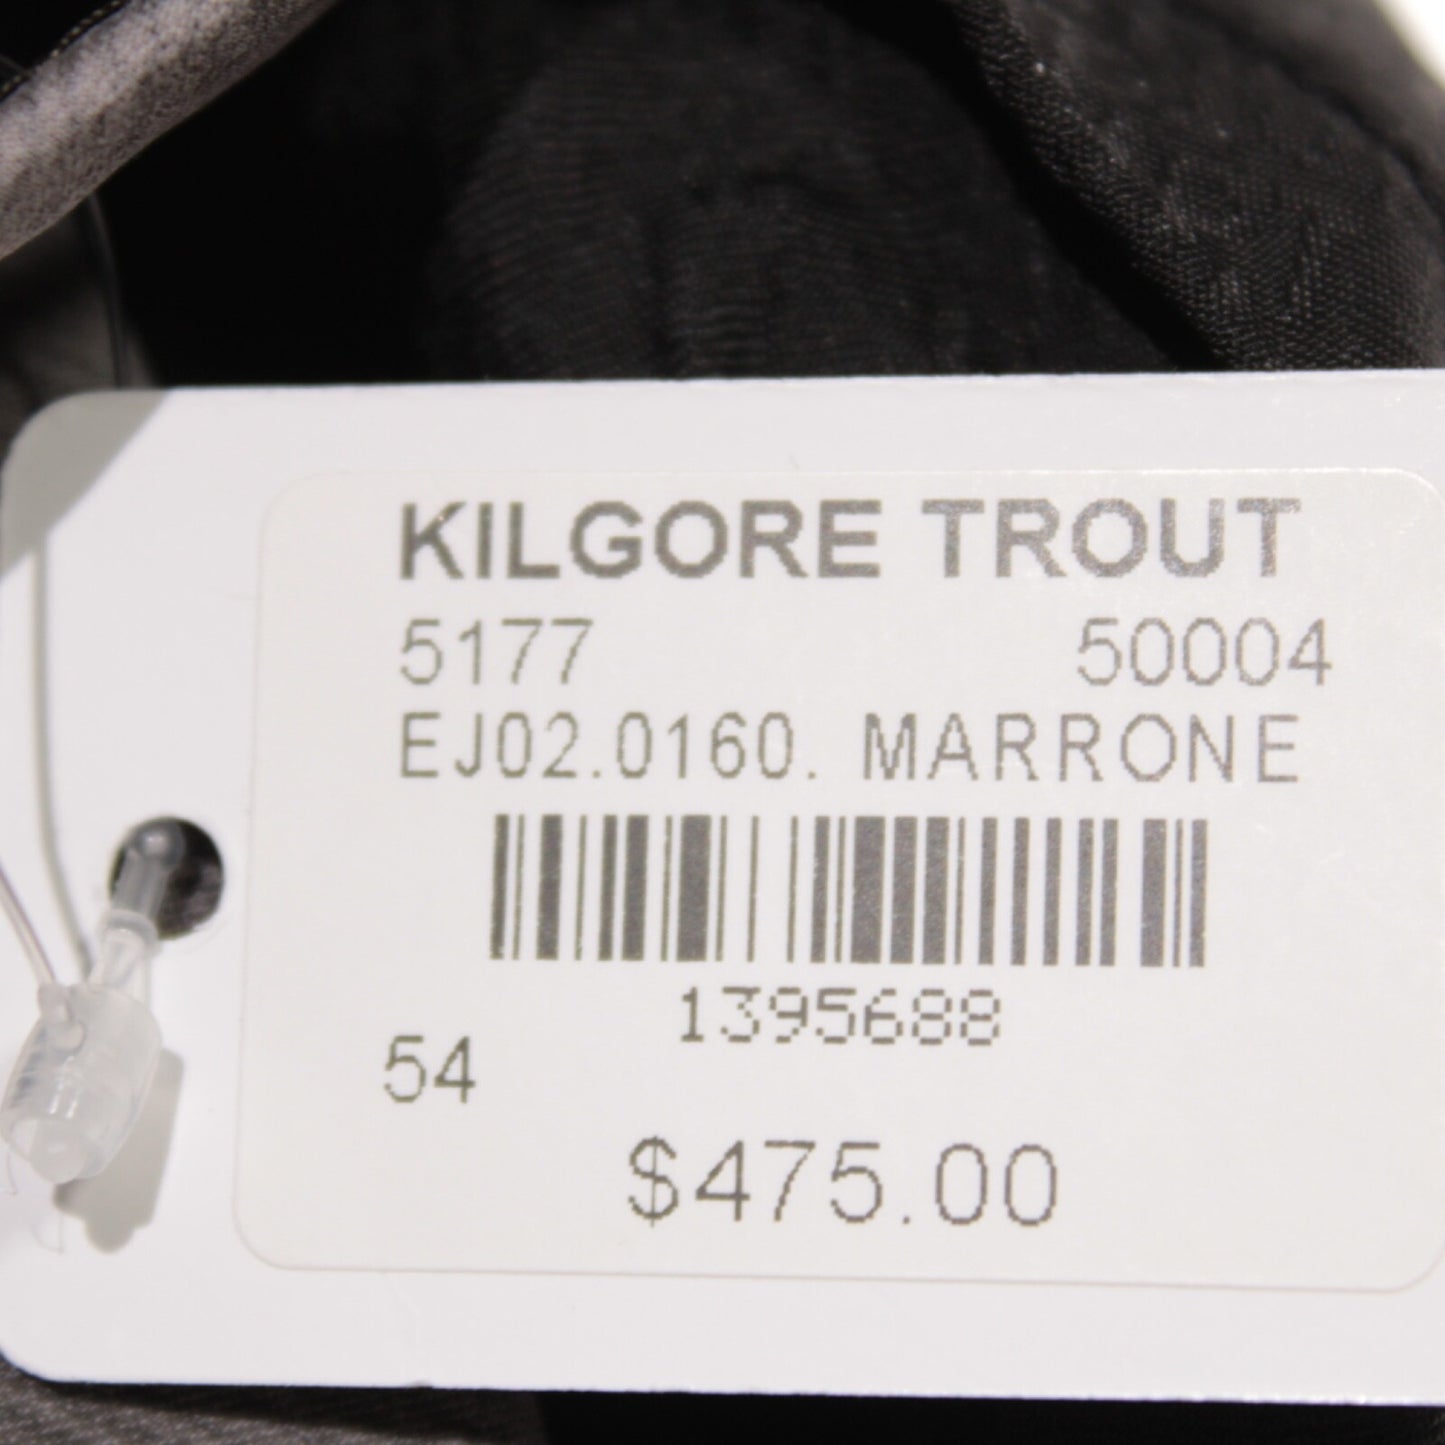 KILGORE TROUT
5177 50004
EJ02.0160. MARRONE
1395688
54
$475.00